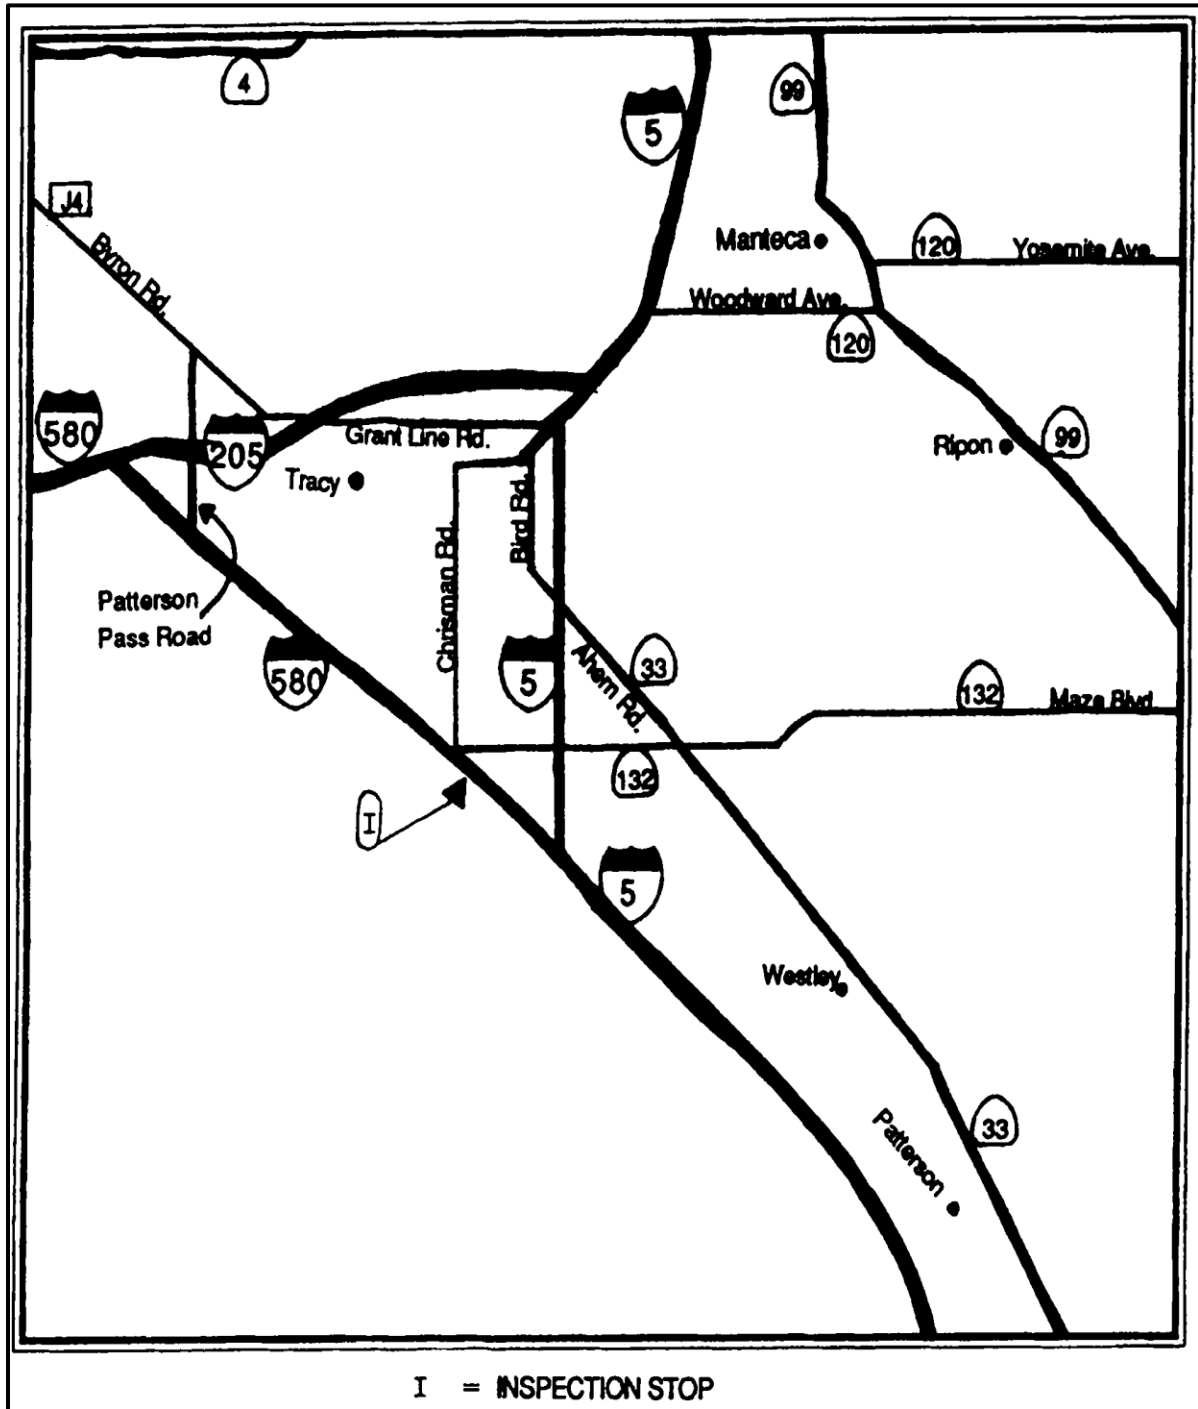 4
99
5
J4
Manteca
120
Yosemite Ave.
Byron Rd.
Woodward Ave.
120
580
205
Grant Line Rd.
Ripon
99
Tracy
Bird Rd.
Chrisman Rd.
Patterson
Pass Road
580
5
Ahern Rd.
33
132
Maze Blvd
132
I
5
Westley
Patterson
33
I = INSPECTION STOP